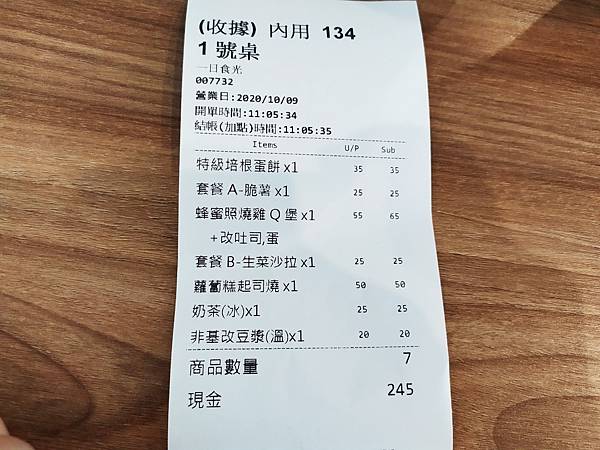 (收據) 內用 134
1 號桌
一日食光
007732
營業日:2020/10/09
開單時間:11:05:34
結帳(加點)時間:11:05:35
Items U/P Sub
特級培根蛋餅 x1 35 35
套餐 A-脆薯 x1 25 25
蜂蜜照燒雞 Q 堡 x1 55 65
+改吐司,蛋
套餐 B-生菜沙拉 x1 25 25
蘿蔔糕起司燒 x1 50 50
奶茶(冰)x1 25 25
非基改豆漿(溫)x1 20 20
商品數量 7
現金 245